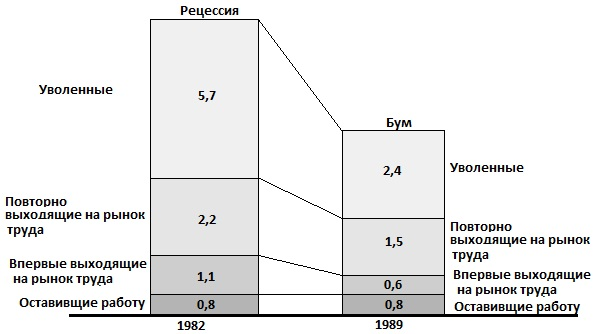 Рецессия
Уволенные
5,7
Бум
2,4
Уволенные
Повторно
выходящие на рынок
труда
2,2
1,5
Повторно
выходящие на рынок
труда
Впервые выходящие
на рынок труда
1,1
0,6
Впервые выходящие
на рынок труда
Оставивщие работу
0,8
0,8
Оставивщие работу
1982
1989